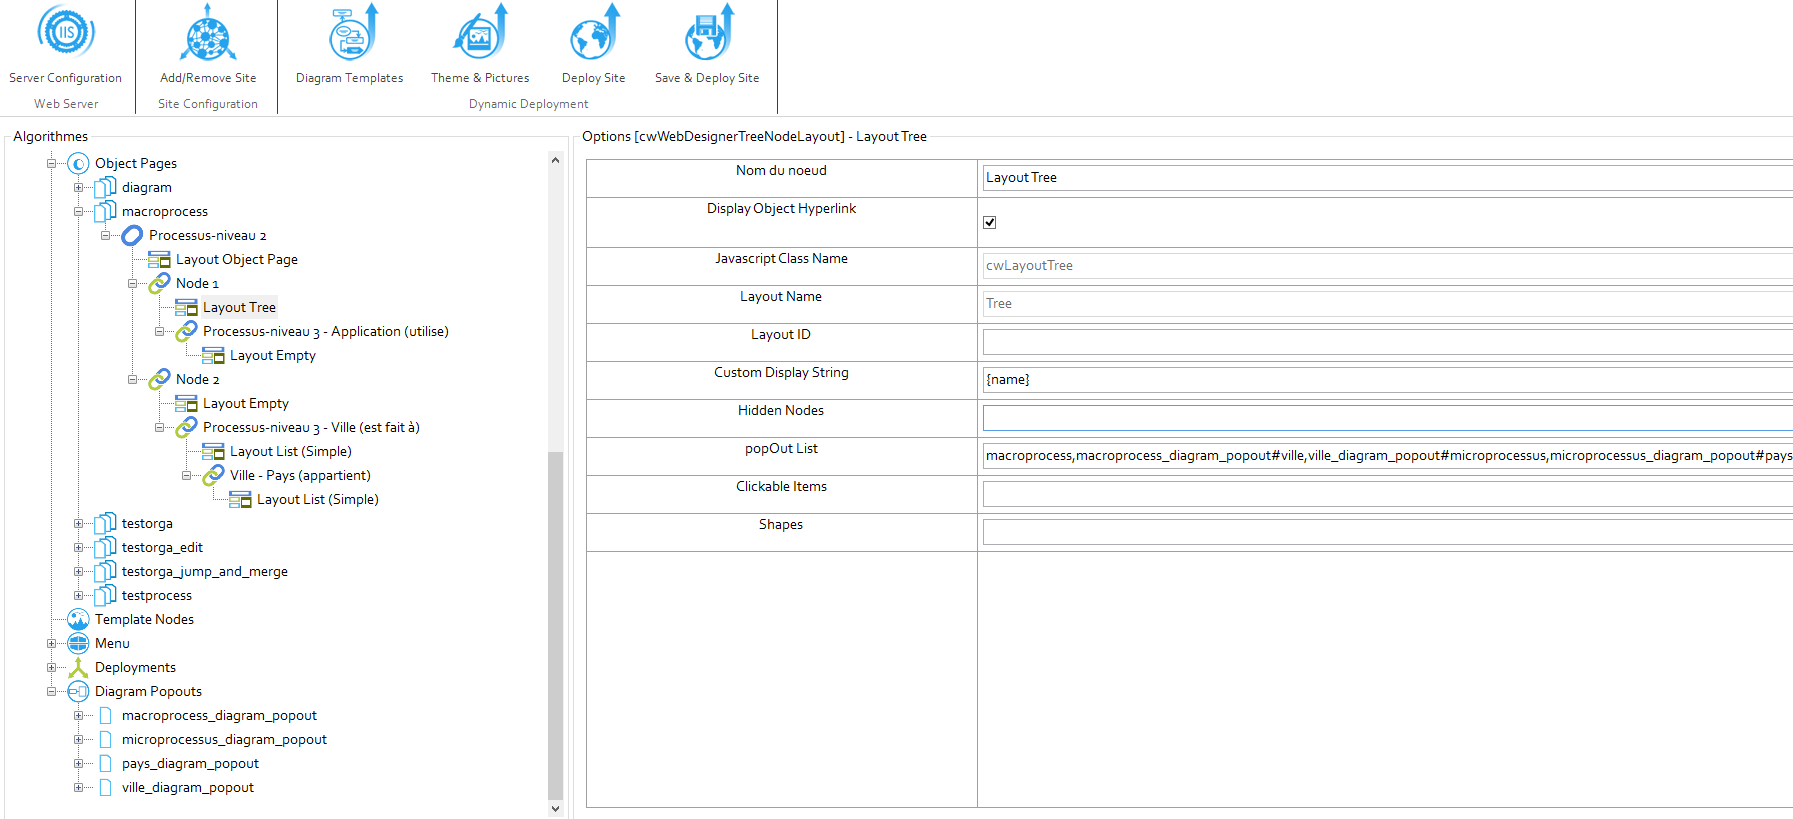 IIS
Server Configuration
Add/Remove Site
Diagram Templates
Theme & Pictures
Deploy Site
Save & Deploy Site
Web Server
Site Configuration
Dynamic Deployment
Algorithmes
Object Pages
diagram
macroprocess
Processus-niveau 2
Layout Object Page
Node 1
Layout Tree
Processus-niveau 3 - Application (utilise)
Layout Empty
Node 2
Layout Empty
Processus-niveau 3 - Ville (est fait à)
Layout List (Simple)
Ville - Pays (appartient)
Layout List (Simple)
testorga
testorga_edit
testorga_jump_and_merge
testprocess
Template Nodes
Menu
Deployments
Diagram Popouts
macroprocess_diagram_popout
microprocessus_diagram_popout
pays_diagram_popout
ville_diagram_popout
Options [cwWebDesignerTreeNodeLayout] - Layout Tree
Nom du noeud
Layout Tree
Display Object Hyperlink
Javascript Class Name
cwLayoutTree
Layout Name
Tree
Layout ID
Custom Display String
{name}
Hidden Nodes
popOut List
macroprocess,macroprocess_diagram_popout#ville,ville_diagram_popout#microprocessus,microprocessus_diagram_popout#pays
Clickable Items
Shapes